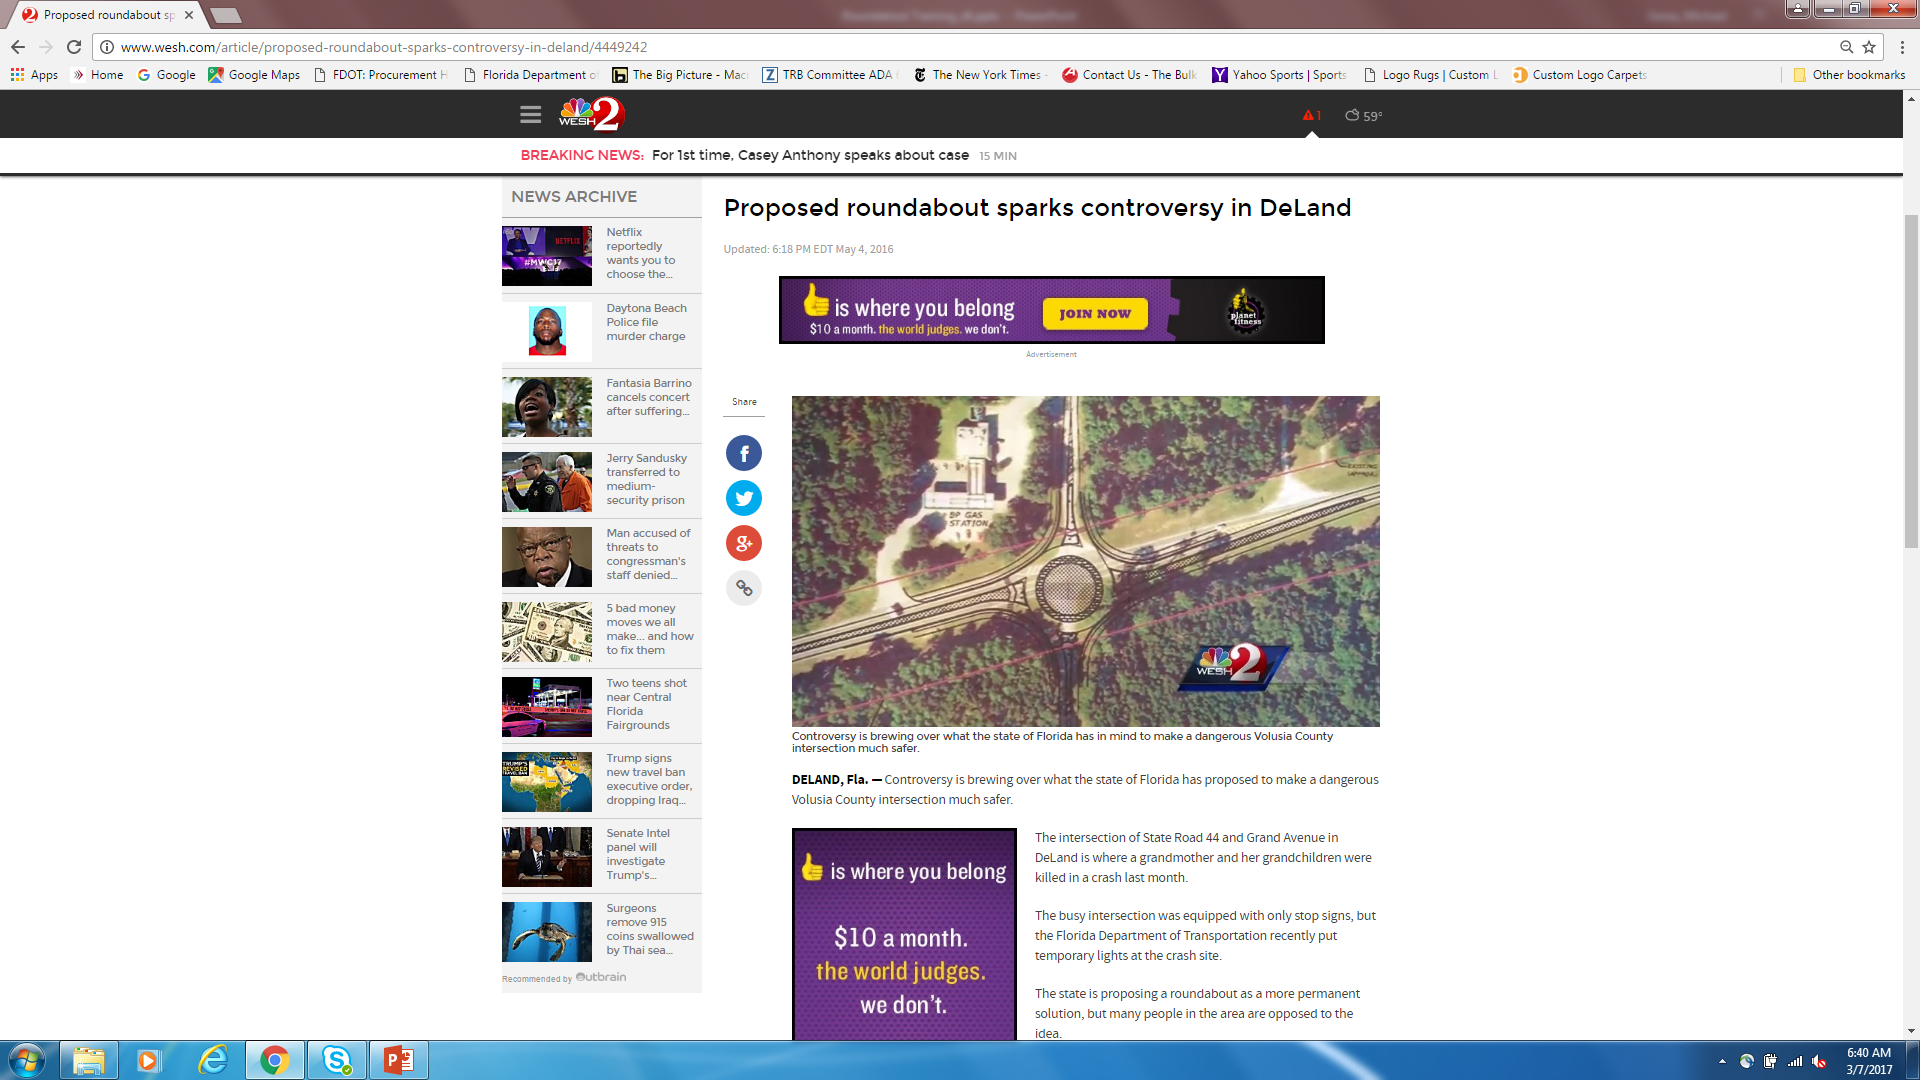 Proposed roundabout sp
www.wesh.com/article/proposed-roundabout-sparks-controversy-in-deland/4449242
Apps
Home
Google
Google Maps
FDOT: Procurement H
Florida Department o
The Big Picture - Mac
TRB Committee ADA
The New York Times -
Contact Us - The Bulk
Yahoo Sports | Sports
Logo Rugs | Custom L
Custom Logo Carpets
Other bookmarks
WESH 2
1
59°
BREAKING NEWS: For 1st time, Casey Anthony speaks about case 15 MIN
NEWS ARCHIVE
Netflix
reportedly
wants you to
choose the...
NETFLIX
#MWC17
Daytona Beach
Police file
murder charge
Fantasia Barrino
cancels concert
after suffering...
Jerry Sandusky
transferred to
medium-
security prison
Man accused of
threats to
congressman's
staff denied...
5 bad money
moves we all
make... and how
to fix them
Two teens shot
near Central
Florida
Fairgrounds
TRUMP'S
REVISED
TRAVEL BAN
Trump signs
new travel ban
executive order,
dropping Iraq...
Senate Intel
panel will
investigate
Trump's...
Surgeons
remove 915
coins swallowed
by Thai sea...
Recommended by Outbrain
Proposed roundabout sparks controversy in DeLand
Updated: 6:18 PM EDT May 4, 2016
is where you belong
$10 a month. the world judges. we don't.
JOIN NOW
planet
fitness
Advertisement
Share
f
g+
BP GAS
STATION
EXISTING
WESH 2
Controversy is brewing over what the state of Florida has in mind to make a dangerous Volusia County
intersection much safer.
DELAND, Fla. — Controversy is brewing over what the state of Florida has proposed to make a dangerous
Volusia County intersection much safer.
is where you belong
$10 a month.
the world judges.
we don't.
The intersection of State Road 44 and Grand Avenue in
DeLand is where a grandmother and her grandchildren were
killed in a crash last month.
The busy intersection was equipped with only stop signs, but
the Florida Department of Transportation recently put
temporary lights at the crash site.
The state is proposing a roundabout as a more permanent
solution, but many people in the area are opposed to the
idea.
6:40 AM
3/7/2017